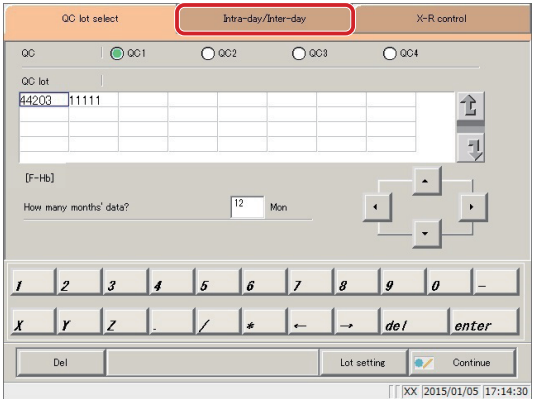 QC lot select Intra-day/Inter-day X-R control
QC QC1 QC2 QC3 QC4
QC lot
44203 11111
[F-Hb]
How many months' data? 12 Mon
1 2 3 4 5 6 7 8 9 0 -
X Y Z . / * ← → del enter
Del Lot setting Continue
XX 2015/01/05 17:14:30